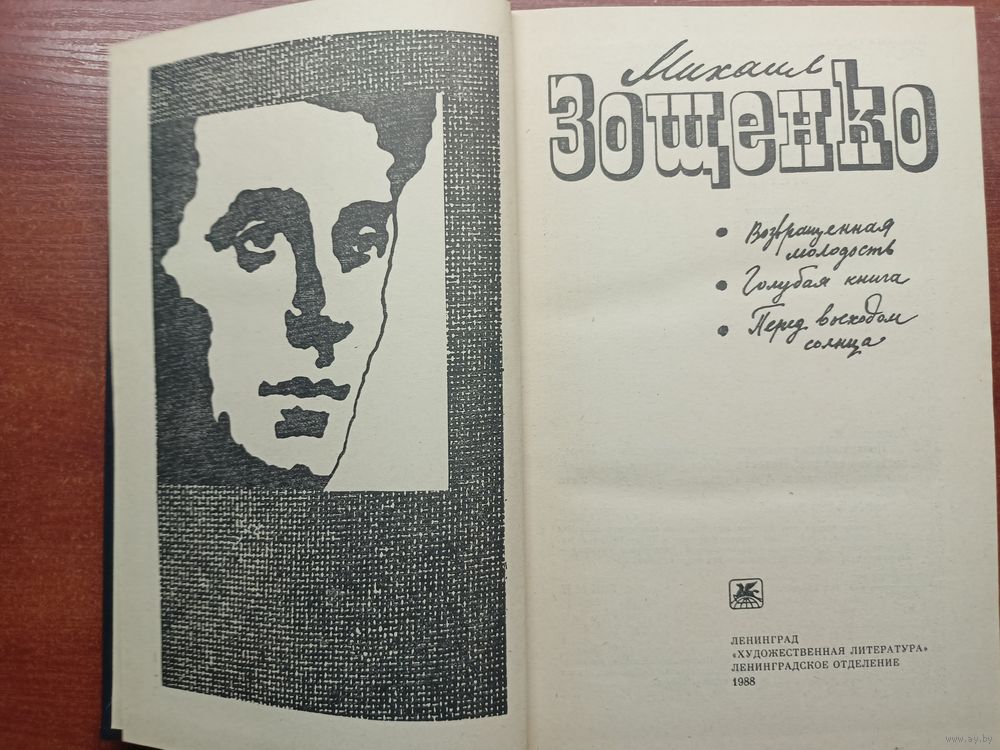 Михаил
Зощенко
• Возвращенная
молодость
• Голубая книга
• Перед восходом
солнца
ЛЕНИНГРАД
«ХУДОЖЕСТВЕННАЯ ЛИТЕРАТУРА»
ЛЕНИНГРАДСКОЕ ОТДЕЛЕНИЕ
1988
www.ay.by